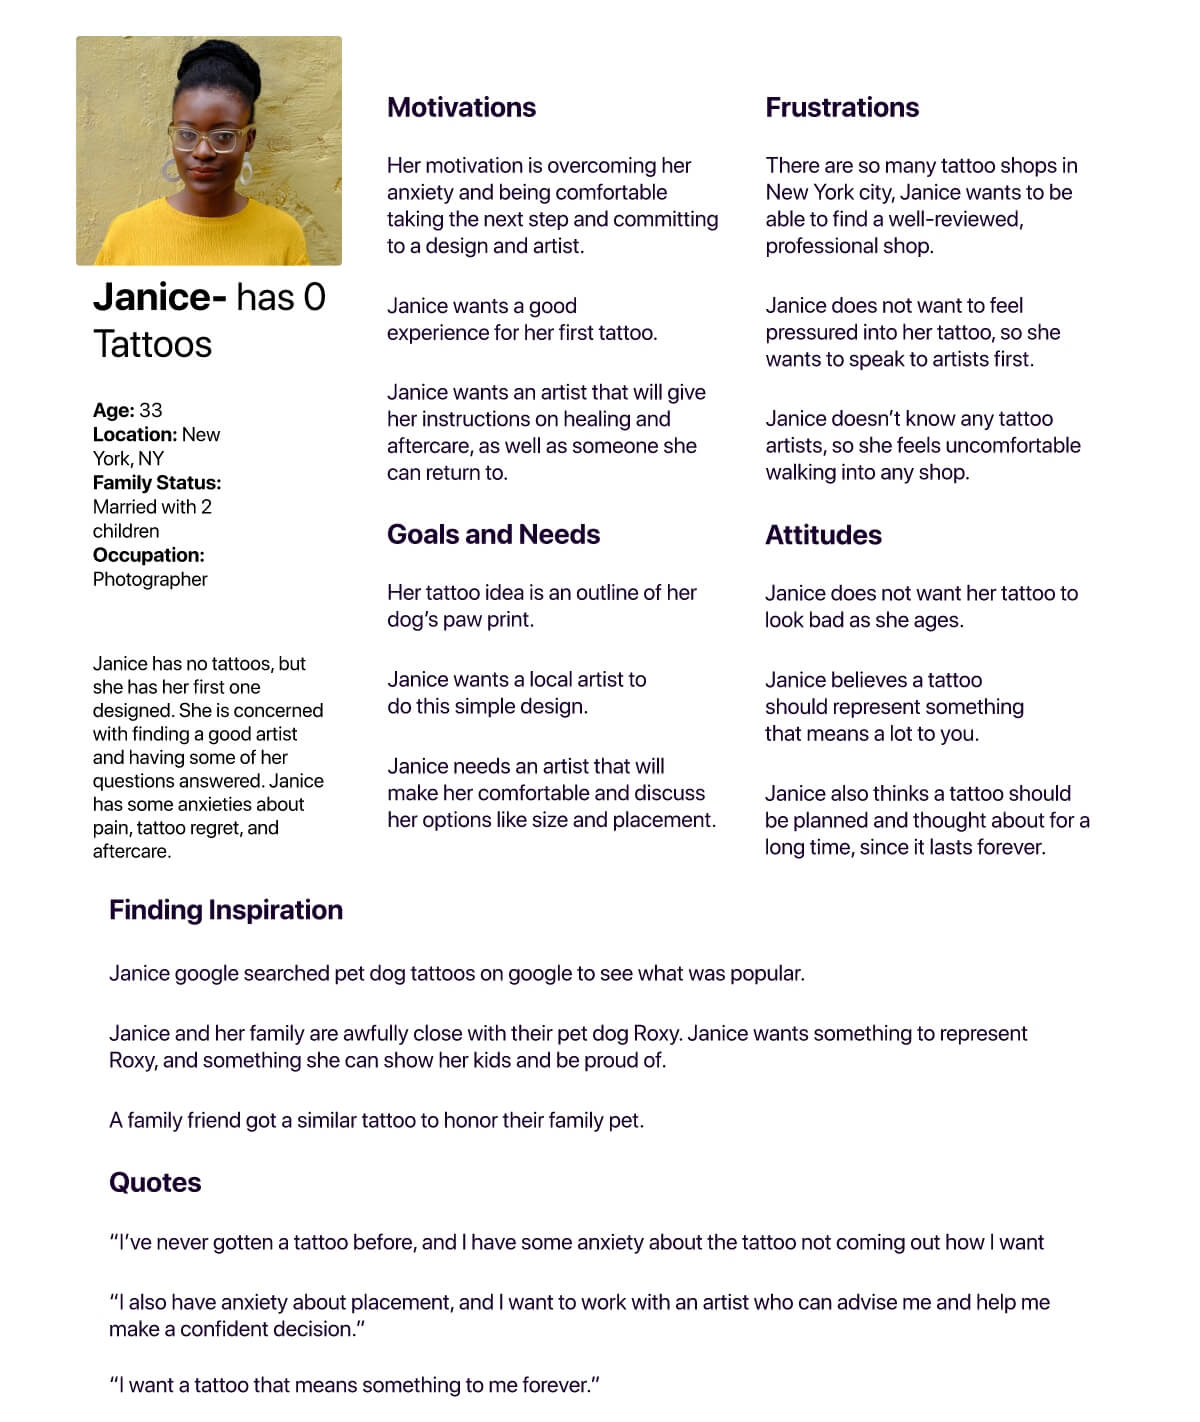 Janice- has 0
Tattoos
Age: 33
Location: New
York, NY
Family Status:
Married with 2
children
Occupation:
Photographer
Janice has no tattoos, but
she has her first one
designed. She is concerned
with finding a good artist
and having some of her
questions answered. Janice
has some anxieties about
pain, tattoo regret, and
aftercare.
Motivations
Her motivation is overcoming her
anxiety and being comfortable
taking the next step and committing
to a design and artist.
Janice wants a good
experience for her first tattoo.
Janice wants an artist that will give
her instructions on healing and
aftercare, as well as someone she
can return to.
Frustrations
There are so many tattoo shops in
New York city, Janice wants to be
able to find a well-reviewed,
professional shop.
Janice does not want to feel
pressured into her tattoo, so she
wants to speak to artists first.
Janice doesn’t know any tattoo
artists, so she feels uncomfortable
walking into any shop.
Goals and Needs
Her tattoo idea is an outline of her
dog’s paw print.
Janice wants a local artist to
do this simple design.
Janice needs an artist that will
make her comfortable and discuss
her options like size and placement.
Attitudes
Janice does not want her tattoo to
look bad as she ages.
Janice believes a tattoo
should represent something
that means a lot to you.
Janice also thinks a tattoo should
be planned and thought about for a
long time, since it lasts forever.
Finding Inspiration
Janice google searched pet dog tattoos on google to see what was popular.
Janice and her family are awfully close with their pet dog Roxy. Janice wants something to represent
Roxy, and something she can show her kids and be proud of.
A family friend got a similar tattoo to honor their family pet.
Quotes
“I’ve never gotten a tattoo before, and I have some anxiety about the tattoo not coming out how I want
“I also have anxiety about placement, and I want to work with an artist who can advise me and help me
make a confident decision.”
“I want a tattoo that means something to me forever.”